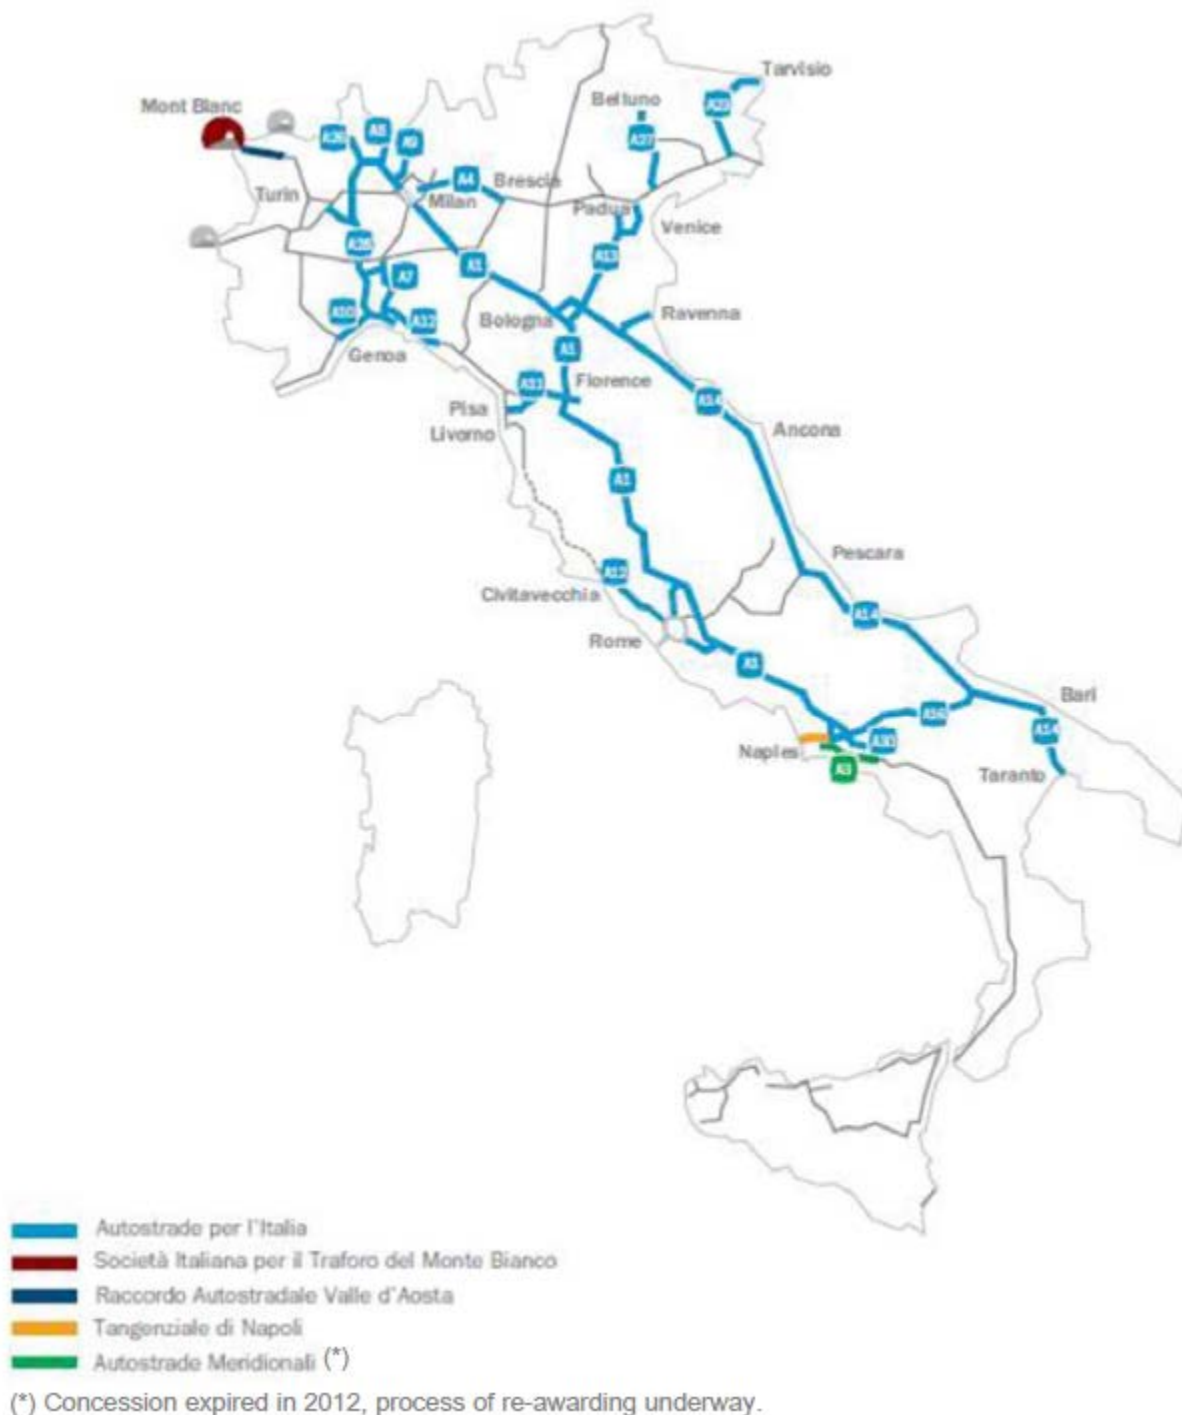 Tarvisio
Mont Blanc
Belluno
A23
A26
A8
A9
A27
A4
Brescia
Turin
Milan
Padua
Venice
A26
A1
A13
A7
A10
A12
Bologna
Ravenna
Genoa
A1
A11
Florence
Pisa
A14
Livorno
Ancona
A1
Pescara
A12
Civitavecchia
A14
Rome
A1
Bari
A16
A14
Naples
A30
A3
Taranto
Autostrade per l'Italia
Società Italiana per il Traforo del Monte Bianco
Raccordo Autostradale Valle d'Aosta
Tangenziale di Napoli
Autostrade Meridionali (*)
(*) Concession expired in 2012, process of re-awarding underway.